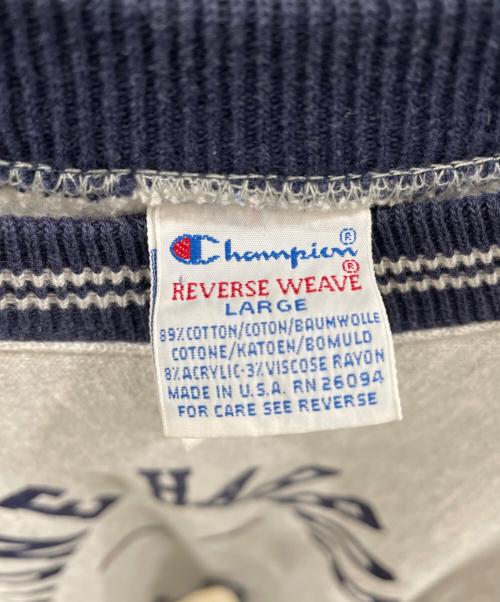 Champion®
REVERSE WEAVE®
LARGE
89%COTTON/COTON/BAUMWOLLE
COTONE/KATOEN/BOMULD
8%ACRYLIC-3%VISCOSE RAYON
MADE IN U.S.A. RN 26094
FOR CARE SEE REVERSE